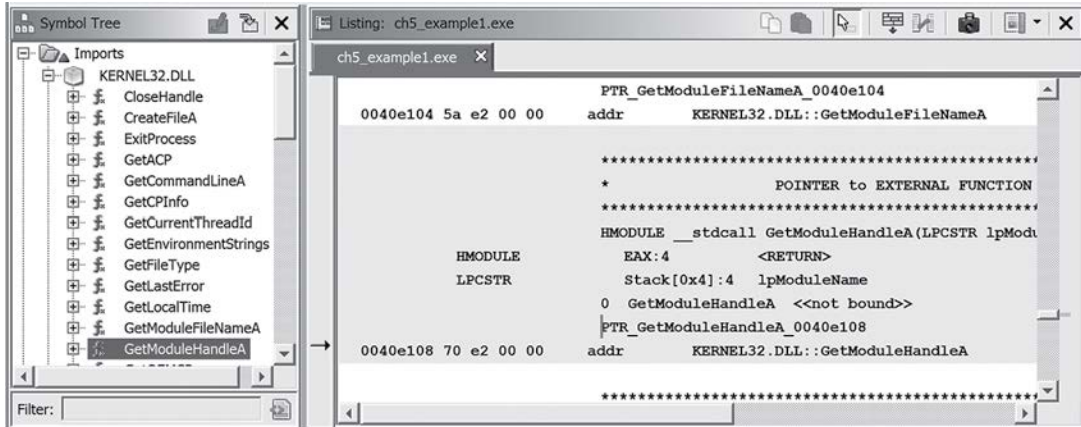 Symbol Tree
Imports
KERNEL32.DLL
CloseHandle
CreateFileA
ExitProcess
GetACP
GetCommandLineA
GetCPInfo
GetCurrentThreadId
GetEnvironmentStrings
GetFileType
GetLastError
GetLocalTime
GetModuleFileNameA
GetModuleHandleA
Filter:
Listing: ch5_example1.exe
ch5_example1.exe
PTR_GetModuleFileNameA_0040e104
0040e104 5a e2 00 00 addr KERNEL32.DLL::GetModuleFileNameA
************************************************
* POINTER to EXTERNAL FUNCTION
************************************************
HMODULE __stdcall GetModuleHandleA(LPCSTR lpModu
HMODULE EAX:4 <RETURN>
LPCSTR Stack[0x4]:4 lpModuleName
0 GetModuleHandleA <<not bound>>
PTR_GetModuleHandleA_0040e108
0040e108 70 e2 00 00 addr KERNEL32.DLL::GetModuleHandleA
************************************************